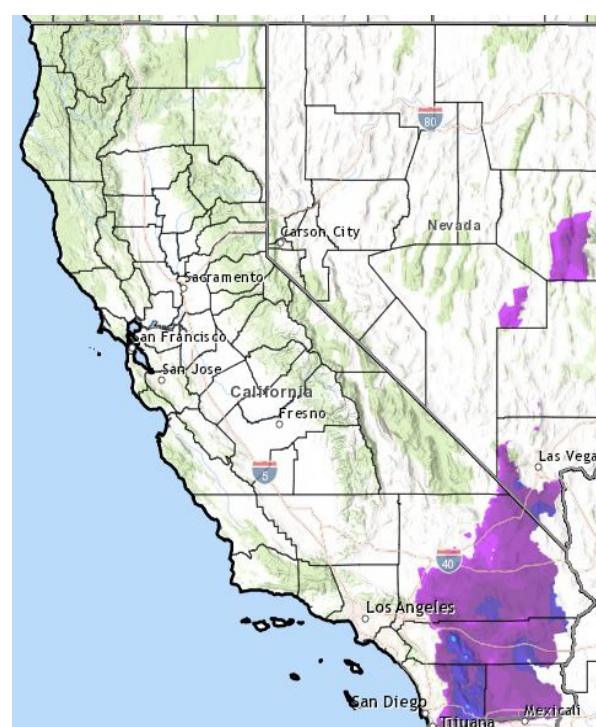 80
Nevada
Carson City
Sacramento
San Francisco
San Jose
California
Fresno
5
Las Vega
40
Los Angeles
San Diego
Mexicali
Tijuana